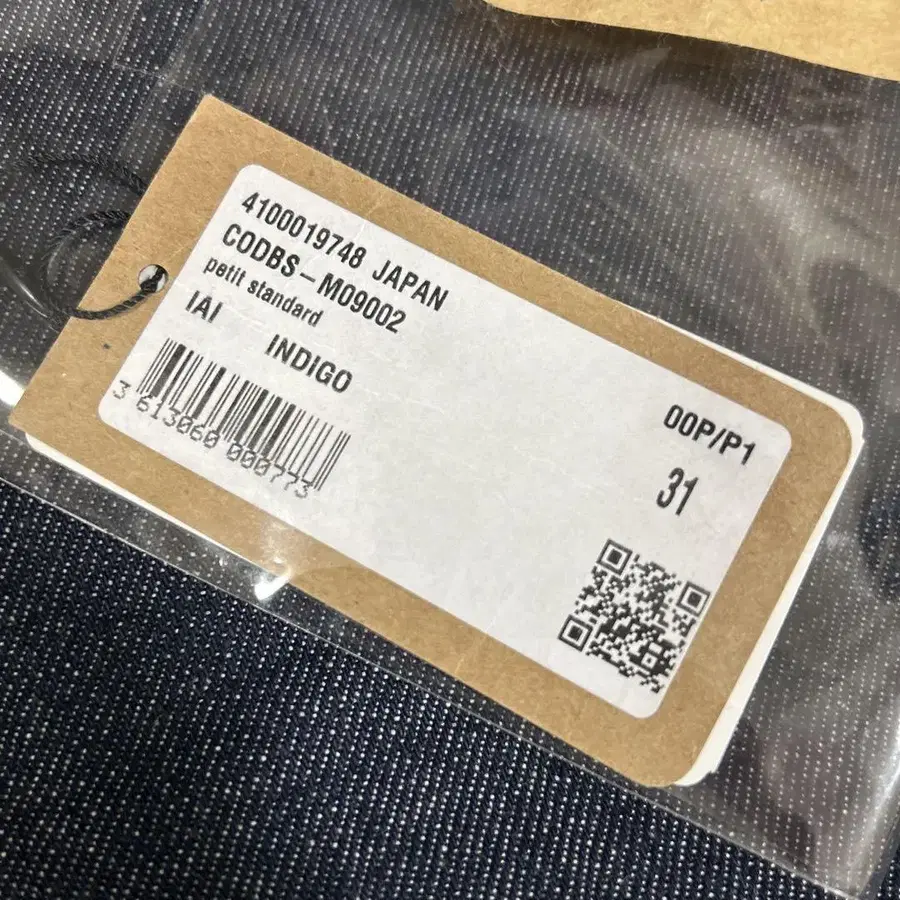 4100019748 JAPAN
CODBS-M09002
petit standard
IAI INDIGO
00P/P1
31
3 613060 000773